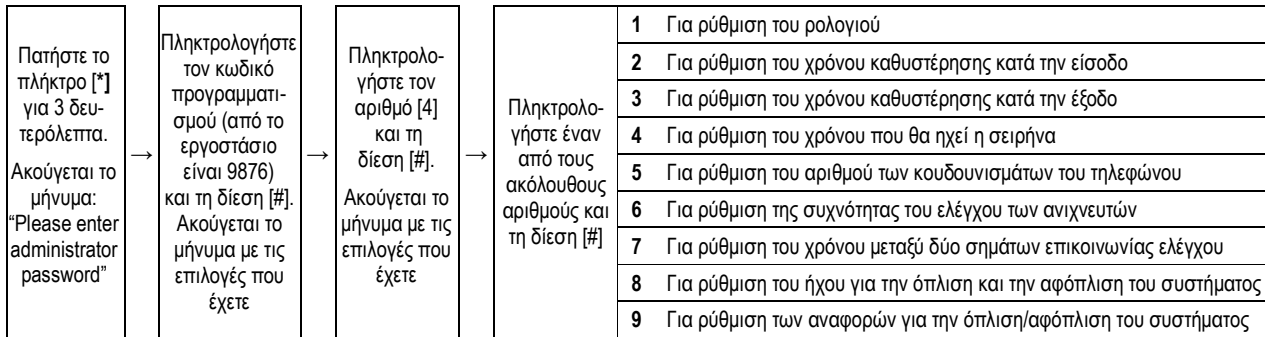 Πατήστε το
πλήκτρο [*]
για 3 δευ-
τερόλεπτα.
Ακούγεται το
μήνυμα:
“Please enter
administrator
password”
→
Πληκτρολογήστε
τον κωδικό
προγραμματι-
σμού (από το
εργοστάσιο
είναι 9876)
και τη δίεση [#].
Ακούγεται το
μήνυμα με τις
επιλογές που
έχετε
→
Πληκτρολο-
γήστε τον
αριθμό [4]
και τη
δίεση [#].
Ακούγεται το
μήνυμα με τις
επιλογές που
έχετε
→
Πληκτρολο-
γήστε έναν
από τους
ακόλουθους
αριθμούς και
τη δίεση [#]
1 Για ρύθμιση του ρολογιού
2 Για ρύθμιση του χρόνου καθυστέρησης κατά την είσοδο
3 Για ρύθμιση του χρόνου καθυστέρησης κατά την έξοδο
4 Για ρύθμιση του χρόνου που θα ηχεί η σειρήνα
5 Για ρύθμιση του αριθμού των κουδουνισμάτων του τηλεφώνου
6 Για ρύθμιση της συχνότητας του ελέγχου των ανιχνευτών
7 Για ρύθμιση του χρόνου μεταξύ δύο σημάτων επικοινωνίας ελέγχου
8 Για ρύθμιση του ήχου για την όπλιση και την αφόπλιση του συστήματος
9 Για ρύθμιση των αναφορών για την όπλιση/αφόπλιση του συστήματος